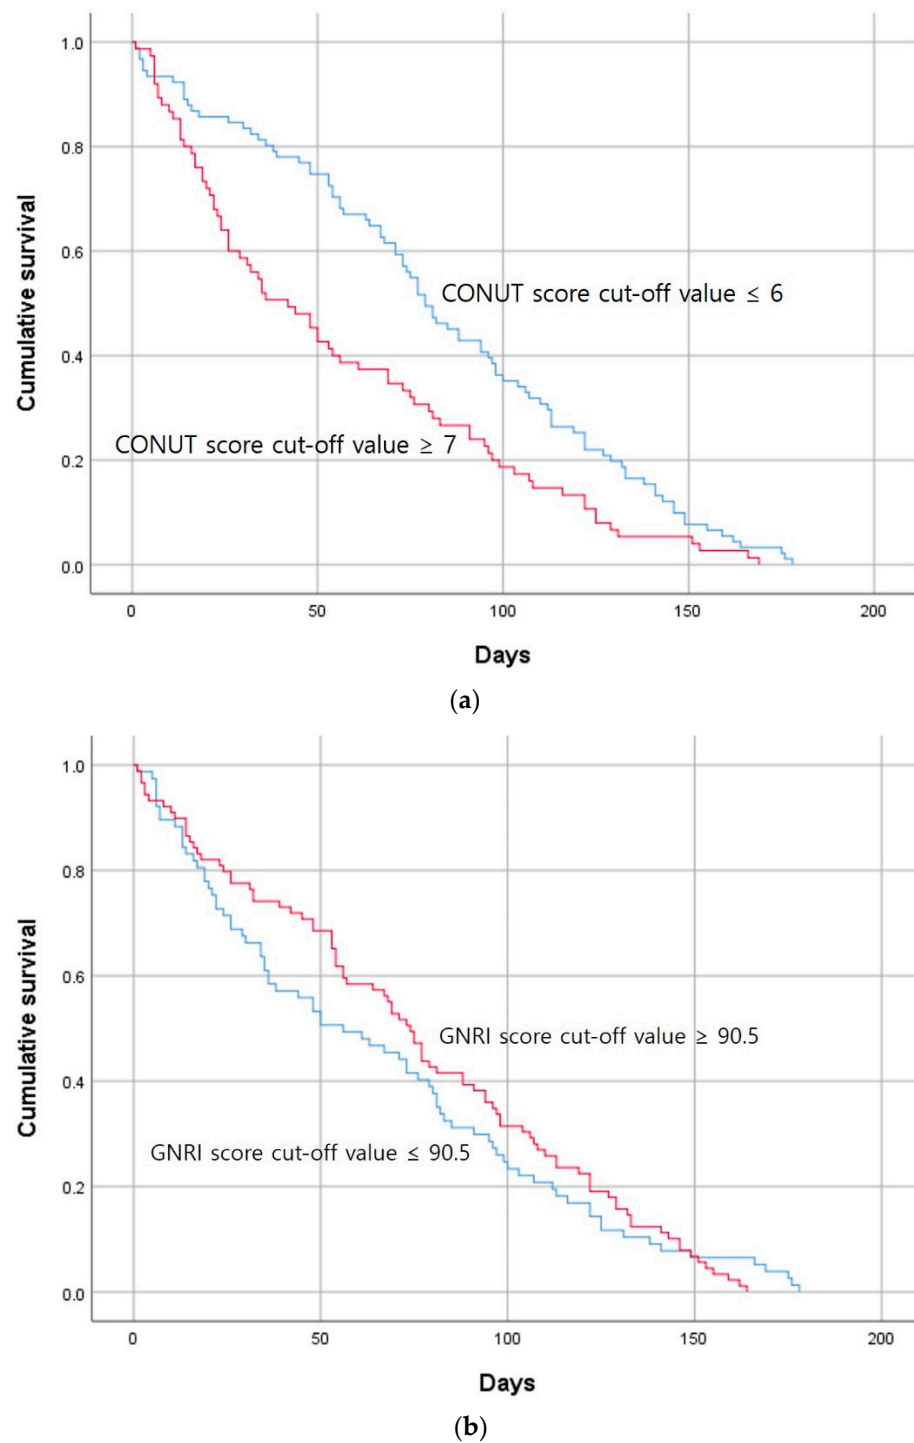 1.0
0.8
0.6
0.4
0.2
0.0
Cumulative survival
CONUT score cut-off value ≤ 6
CONUT score cut-off value ≥ 7
0 50 100 150 200
Days
(a)
1.0
0.8
0.6
0.4
0.2
0.0
Cumulative survival
GNRI score cut-off value ≥ 90.5
GNRI score cut-off value ≤ 90.5
0 50 100 150 200
Days
(b)